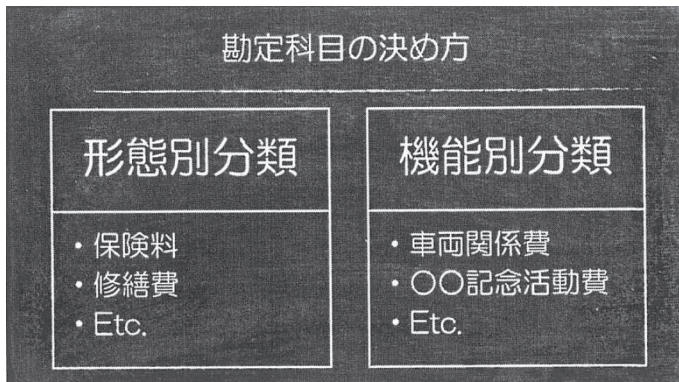 勘定科目の決め方
形態別分類
・保険料
・修繕費
・Etc.
機能別分類
・車両関係費
・〇〇記念活動費
・Etc.